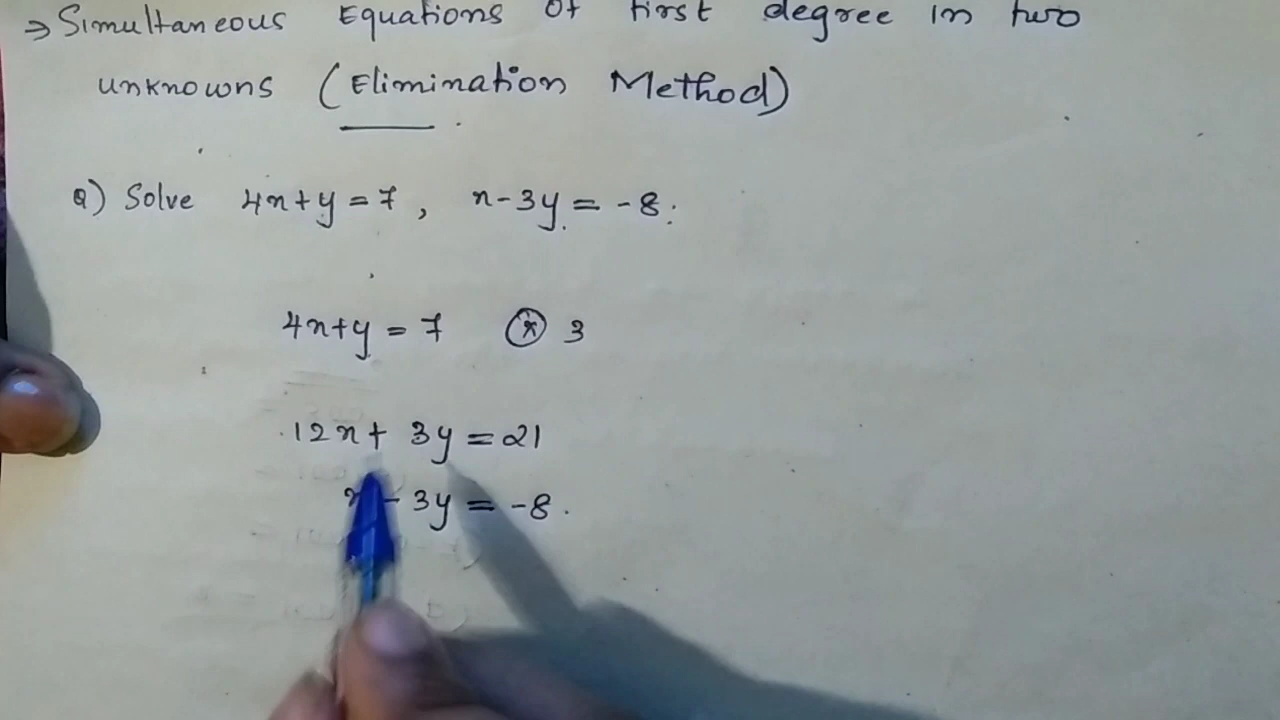 ⇒ Simultaneous Equations of first degree in two
unknowns (Elimination Method)
Q) Solve 4x+y=7, x-3y=-8.
4x+y=7 ⊛ 3
12x+ 3y=21
x-3y=-8.